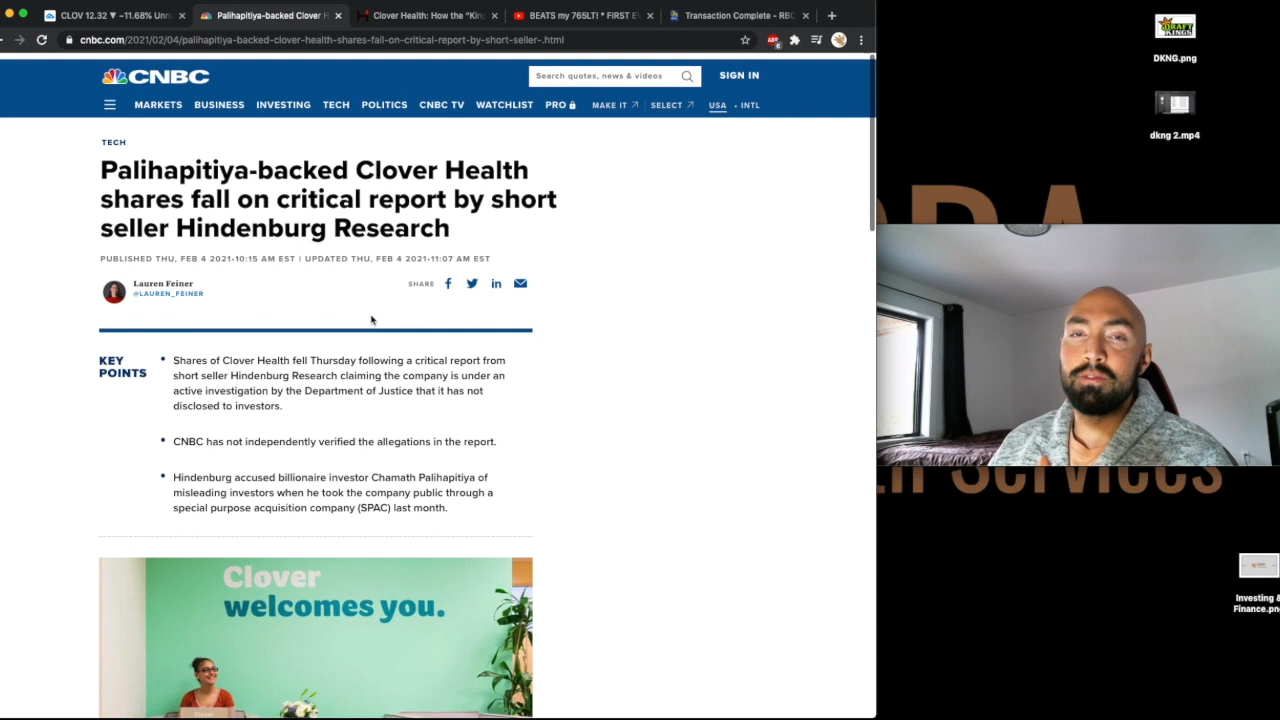 CLOV 12.32 ▼ −11.68% Unna
Palihapitiya-backed Clover H
Clover Health: How the "Kin
BEATS my 765LT! * FIRST E
Transaction Complete - RBC
cnbc.com/2021/02/04/palihapitiya-backed-clover-health-shares-fall-on-critical-report-by-short-seller-.html
CNBC
Search quotes, news & videos
SIGN IN
MARKETS BUSINESS INVESTING TECH POLITICS CNBC TV WATCHLIST PRO MAKE IT SELECT USA • INTL
TECH
Palihapitiya-backed Clover Health
shares fall on critical report by short
seller Hindenburg Research
PUBLISHED THU, FEB 4 2021•10:15 AM EST | UPDATED THU, FEB 4 2021•11:07 AM EST
Lauren Feiner
@LAUREN_FEINER
SHARE
KEY
POINTS
Shares of Clover Health fell Thursday following a critical report from
short seller Hindenburg Research claiming the company is under an
active investigation by the Department of Justice that it has not
disclosed to investors.
CNBC has not independently verified the allegations in the report.
Hindenburg accused billionaire investor Chamath Palihapitiya of
misleading investors when he took the company public through a
special purpose acquisition company (SPAC) last month.
Clover
welcomes you.
Clover
DRAFT
KINGS
DKNG.png
dkng 2.mp4
Services
Investing &
Finance.pn